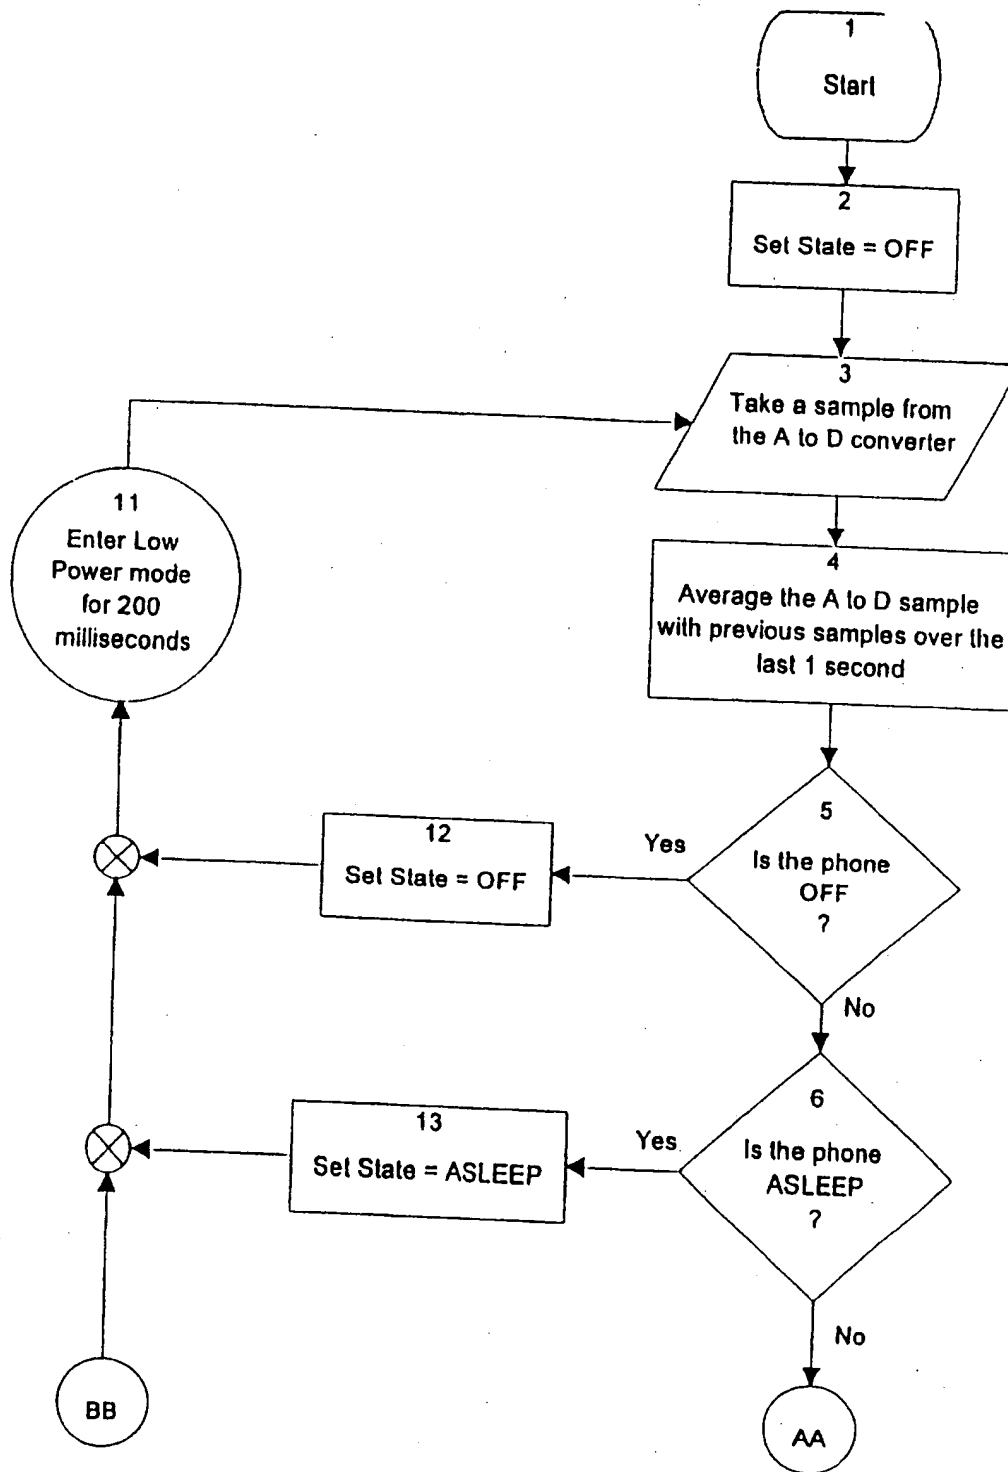 1
Start
2
Set State = OFF
3
Take a sample from
the A to D converter
4
Average the A to D sample
with previous samples over the
last 1 second
5
Is the phone
OFF
?
Yes
No
12
Set State = OFF
11
Enter Low
Power mode
for 200
milliseconds
6
Is the phone
ASLEEP
?
Yes
No
13
Set State = ASLEEP
BB
AA